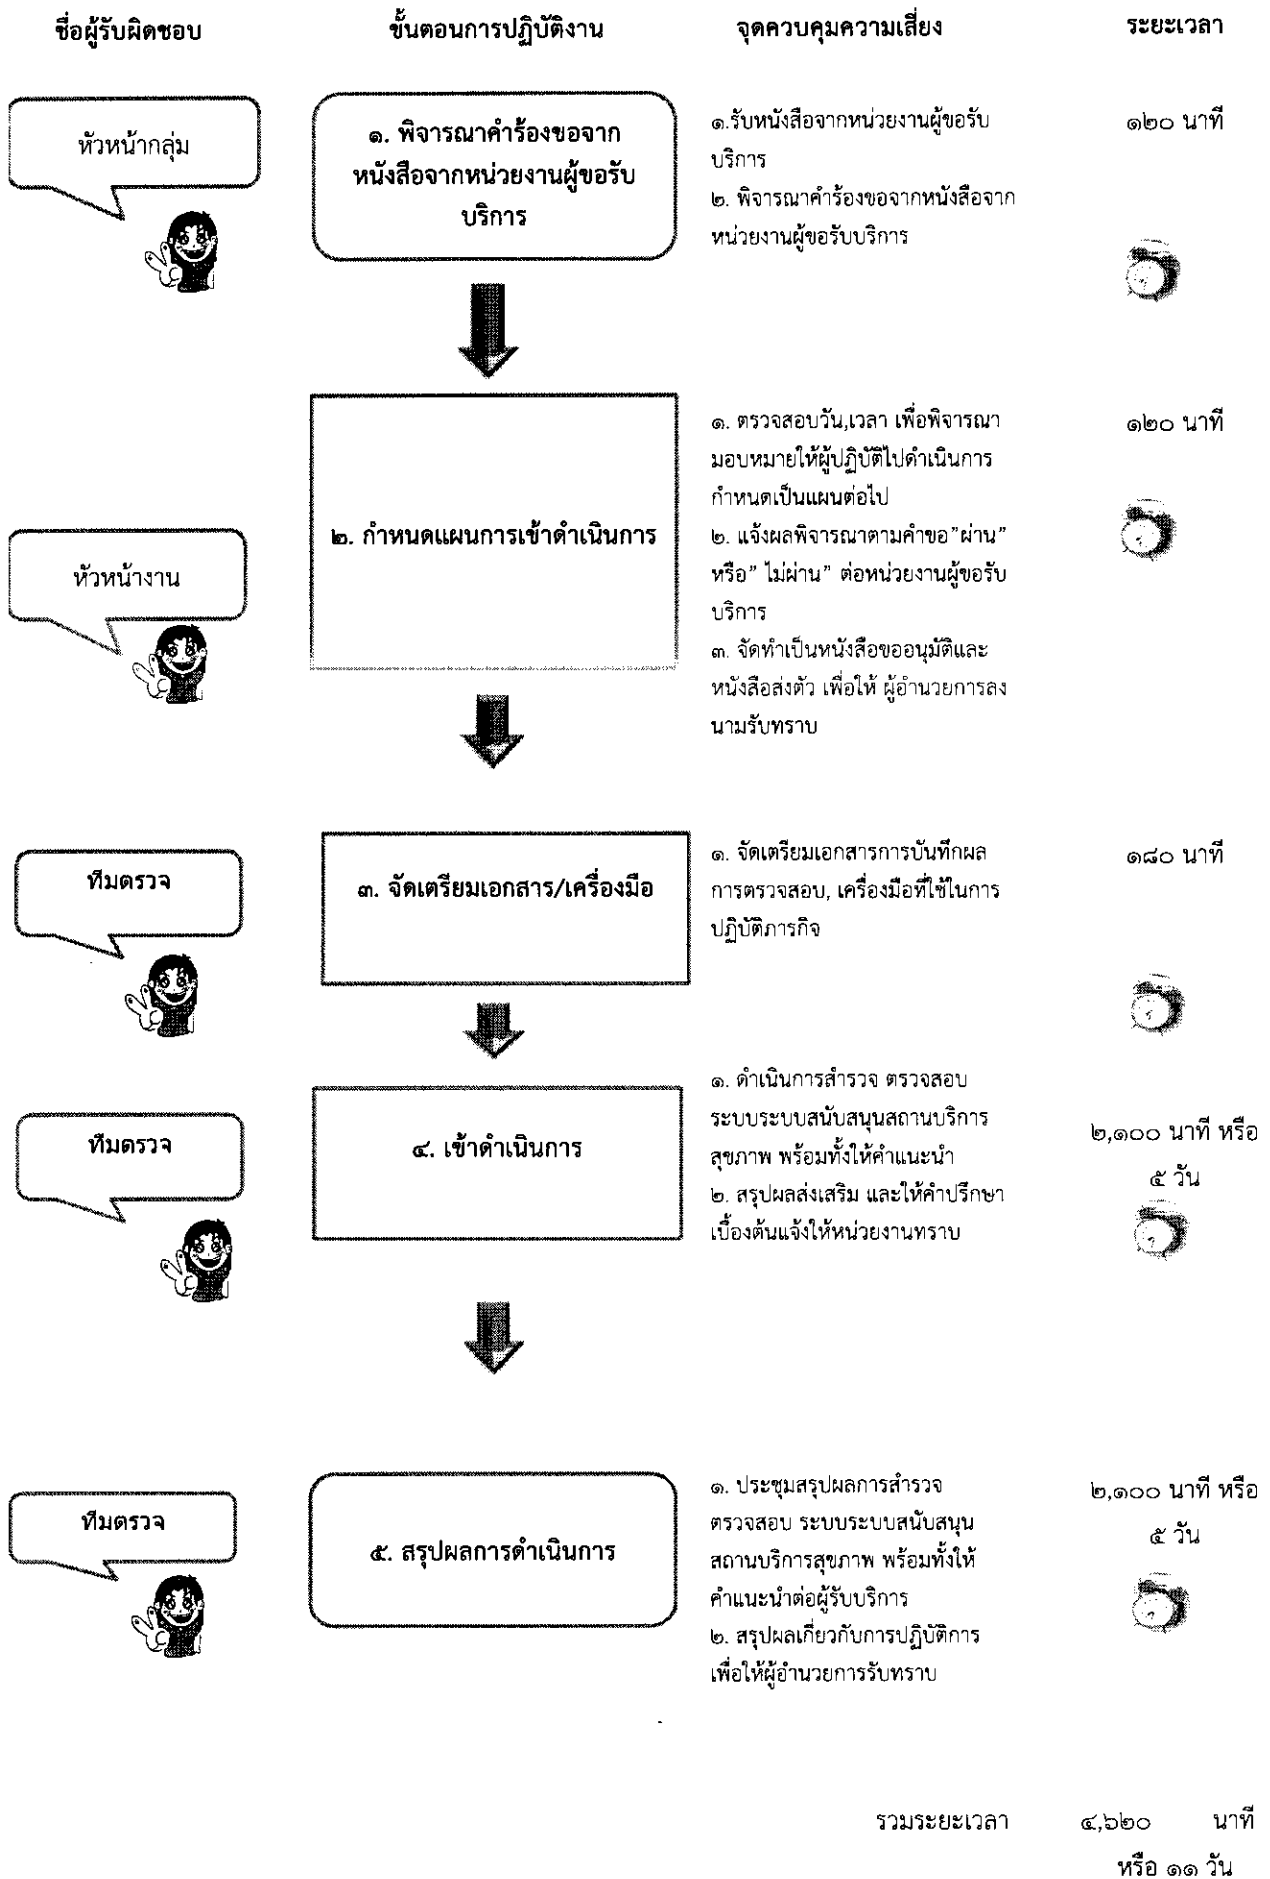 ชื่อผู้รับผิดชอบ
ขั้นตอนการปฏิบัติงาน
จุดควบคุมความเสี่ยง
ระยะเวลา
หัวหน้ากลุ่ม
๑. พิจารณาคำร้องขอจาก
หนังสือจากหน่วยงานผู้ขอรับ
บริการ
๑.รับหนังสือจากหน่วยงานผู้ขอรับ
บริการ
๒. พิจารณาคำร้องขอจากหนังสือจาก
หน่วยงานผู้ขอรับบริการ
๑๒๐ นาที
หัวหน้างาน
๒. กำหนดแผนการเข้าดำเนินการ
๑. ตรวจสอบวัน,เวลา เพื่อพิจารณา
มอบหมายให้ผู้ปฏิบัติไปดำเนินการ
กำหนดเป็นแผนต่อไป
๒. แจ้งผลพิจารณาตามคำขอ”ผ่าน”
หรือ” ไม่ผ่าน” ต่อหน่วยงานผู้ขอรับ
บริการ
๓. จัดทำเป็นหนังสือขออนุมัติและ
หนังสือส่งตัว เพื่อให้ ผู้อำนวยการลง
นามรับทราบ
๑๒๐ นาที
ทีมตรวจ
๓. จัดเตรียมเอกสาร/เครื่องมือ
๑. จัดเตรียมเอกสารการบันทึกผล
การตรวจสอบ, เครื่องมือที่ใช้ในการ
ปฏิบัติภารกิจ
๑๘๐ นาที
ทีมตรวจ
๔. เข้าดำเนินการ
๑. ดำเนินการสำรวจ ตรวจสอบ
ระบบระบบสนับสนุนสถานบริการ
สุขภาพ พร้อมทั้งให้คำแนะนำ
๒. สรุปผลส่งเสริม และให้คำปรึกษา
เบื้องต้นแจ้งให้หน่วยงานทราบ
๒,๑๐๐ นาที หรือ
๕ วัน
ทีมตรวจ
๕. สรุปผลการดำเนินการ
๑. ประชุมสรุปผลการสำรวจ
ตรวจสอบ ระบบระบบสนับสนุน
สถานบริการสุขภาพ พร้อมทั้งให้
คำแนะนำต่อผู้รับบริการ
๒. สรุปผลเกี่ยวกับการปฏิบัติการ
เพื่อให้ผู้อำนวยการรับทราบ
๒,๑๐๐ นาที หรือ
๕ วัน
รวมระยะเวลา ๔,๖๒๐ นาที
หรือ ๑๑ วัน